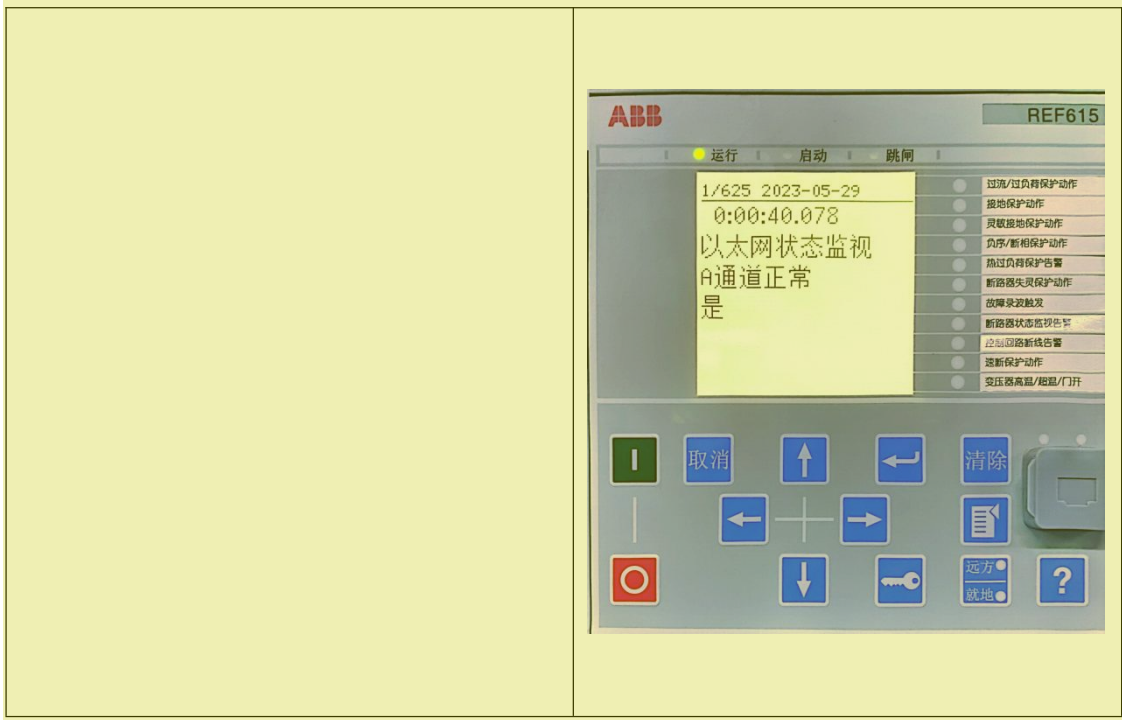 ABB
REF615
运行
启动
跳闸
1/625 2023-05-29
0:00:40.078
以太网状态监视
A通道正常
是
过流/过负荷保护动作
接地保护动作
灵敏接地保护动作
负序/断相保护动作
热过负荷保护告警
断路器失灵保护动作
故障录波触发
断路器状态监视告警
控制回路断线告警
速断保护动作
变压器高温/超温/门开
I
取消
清除
O
远方
就地
?